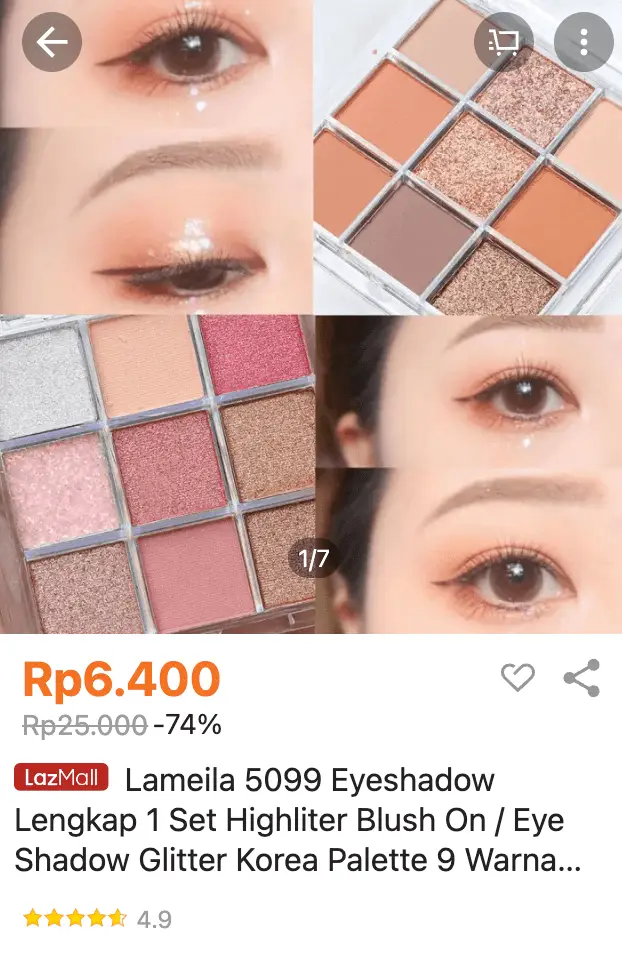 1/7
Rp6.400
Rp25.000 -74%
LazMall Lameila 5099 Eyeshadow
Lengkap 1 Set Highliter Blush On / Eye
Shadow Glitter Korea Palette 9 Warna...
4.9